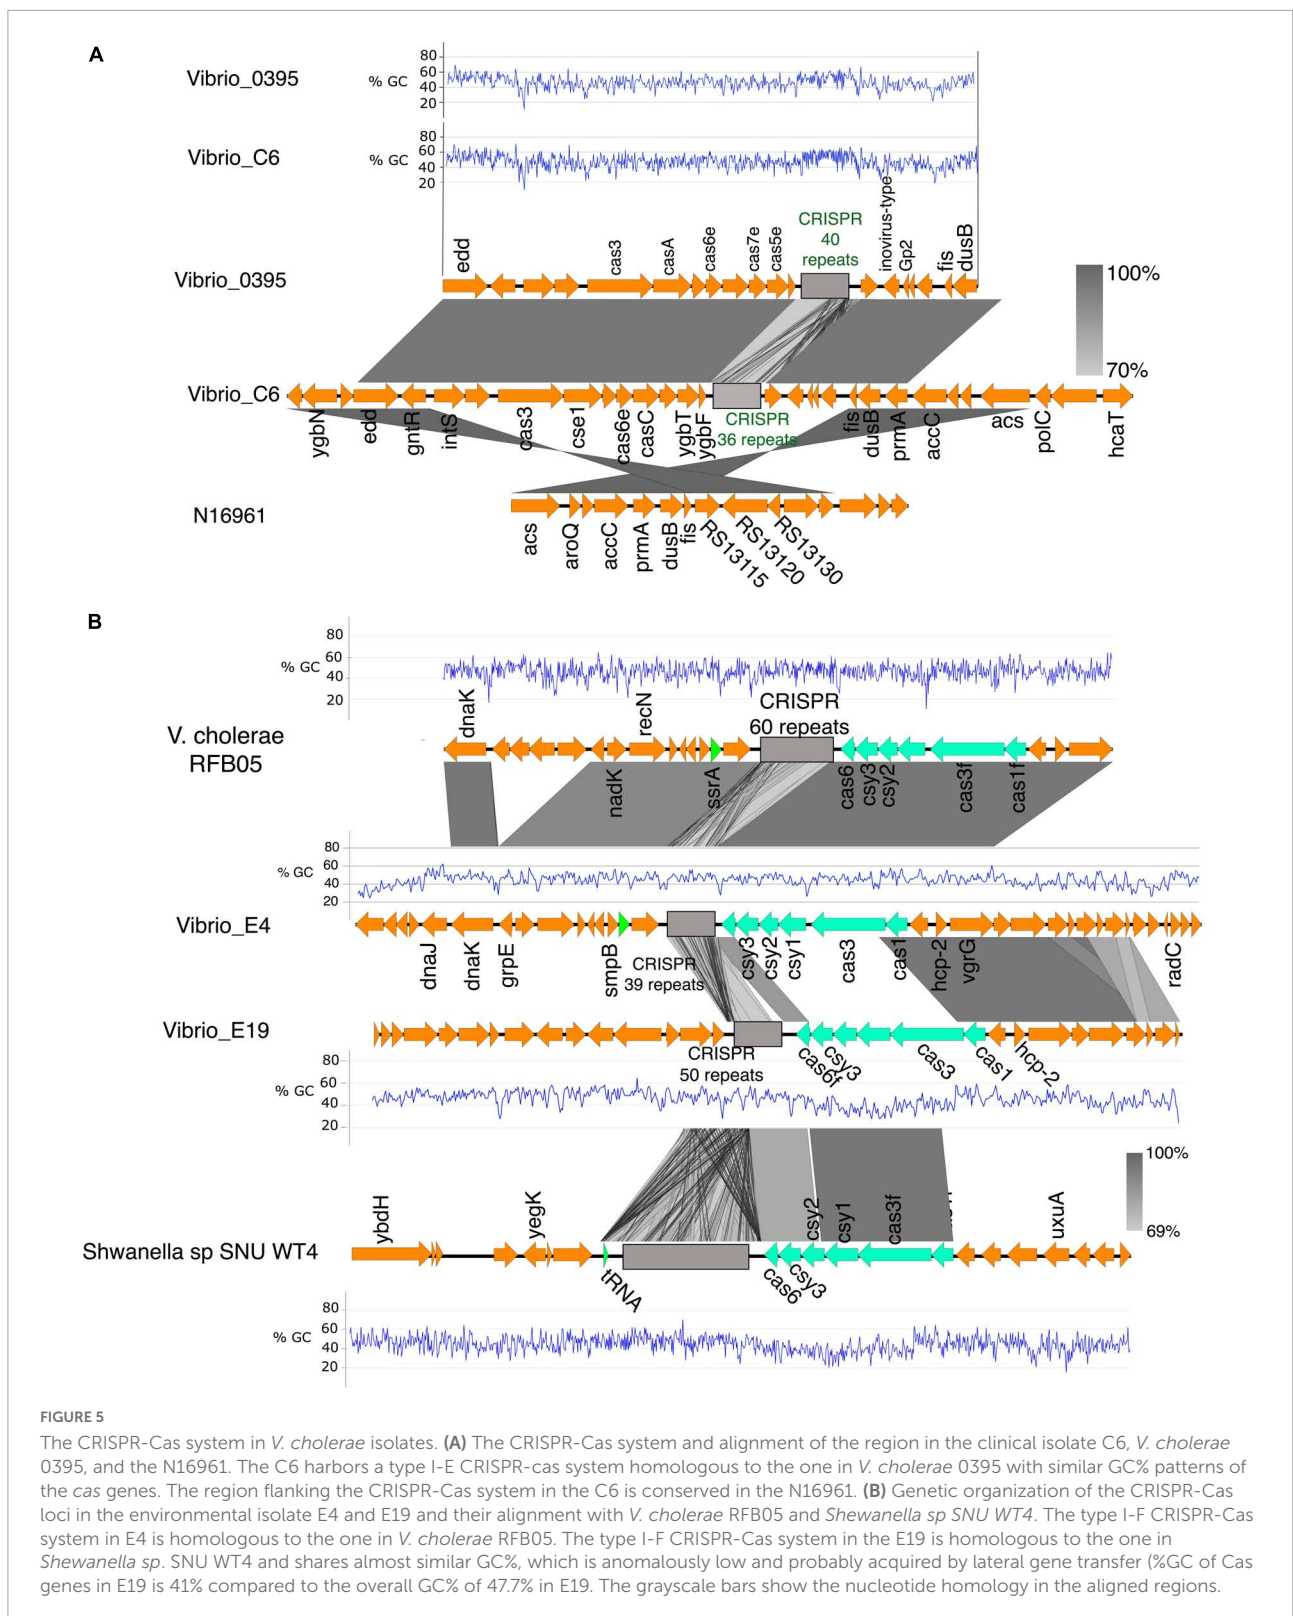 A
Vibrio_0395
% GC
80
60
40
20
Vibrio_C6
% GC
80
60
40
20
CRISPR
40
repeats
edd
cas3
casA
cas6e
cas7e
cas5e
inovirus-type
Gp2
fis
dusB
Vibrio_0395
100%
70%
Vibrio_C6
ygbN
edd
gntR
intS
cas3
cse1
cas6e
casC
ygbT
ygbF
CRISPR
36 repeats
fis
dusB
prmA
accC
acs
polC
hcaT
N16961
acs
aroQ
accC
prmA
dusB
fis
RS13115
RS13120
RS13130
B
80
60
40
20
% GC
dnaK
recN
CRISPR
60 repeats
V. cholerae
RFB05
nadK
ssrA
cas6
csy3
csy2
cas3f
cas1f
80
60
40
20
% GC
Vibrio_E4
dnaJ
dnaK
grpE
smpB
CRISPR
39 repeats
csy3
csy2
csy1
cas3
cas1
hcp-2
vgrG
radC
Vibrio_E19
CRISPR
50 repeats
cas6f
csy3
cas3
cas1
hcp-2
80
60
40
20
% GC
100%
69%
ybdH
yegK
csy2
csy1
cas3f
uxuA
Shwanella sp SNU WT4
tRNA
cas6
csy3
80
60
40
20
% GC
FIGURE 5
The CRISPR-Cas system in V. cholerae isolates. (A) The CRISPR-Cas system and alignment of the region in the clinical isolate C6, V. cholerae
0395, and the N16961. The C6 harbors a type I-E CRISPR-cas system homologous to the one in V. cholerae 0395 with similar GC% patterns of
the cas genes. The region flanking the CRISPR-Cas system in the C6 is conserved in the N16961. (B) Genetic organization of the CRISPR-Cas
loci in the environmental isolate E4 and E19 and their alignment with V. cholerae RFB05 and Shewanella sp SNU WT4. The type I-F CRISPR-Cas
system in E4 is homologous to the one in V. cholerae RFB05. The type I-F CRISPR-Cas system in the E19 is homologous to the one in
Shewanella sp. SNU WT4 and shares almost similar GC%, which is anomalously low and probably acquired by lateral gene transfer (%GC of Cas
genes in E19 is 41% compared to the overall GC% of 47.7% in E19. The grayscale bars show the nucleotide homology in the aligned regions.